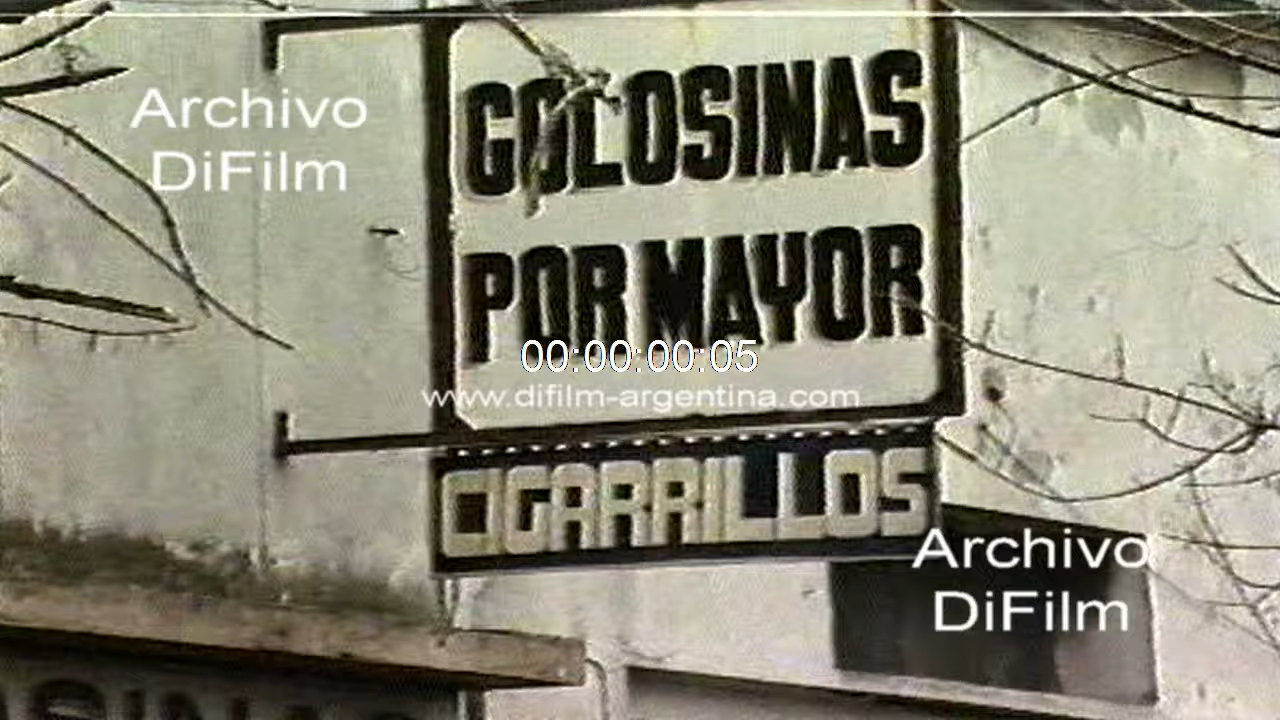 Archivo
DiFilm
GOLOSINAS
POR MAYOR
00:00:00:05
www.difilm-argentina.com
CIGARRILLOS
Archivo
DiFilm